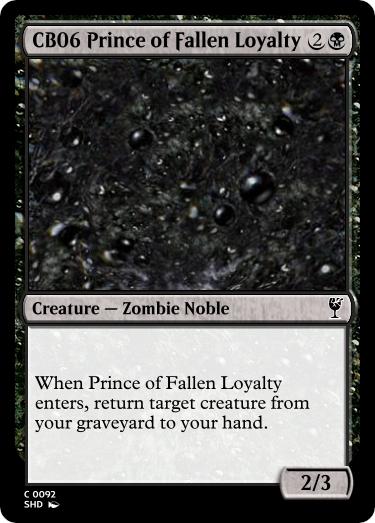 CB06 Prince of Fallen Loyalty 2
Creature — Zombie Noble
When Prince of Fallen Loyalty
enters, return target creature from
your graveyard to your hand.
2/3
C 0092
SHD